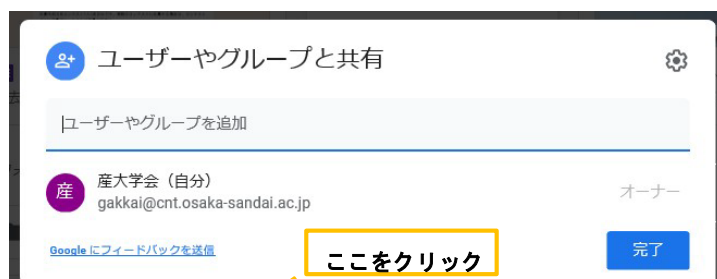 ユーザーやグループと共有
ユーザーやグループを追加
産
産大学会（自分）
gakkai@cnt.osaka-sandai.ac.jp
オーナー
Google にフィードバックを送信
ここをクリック
完了